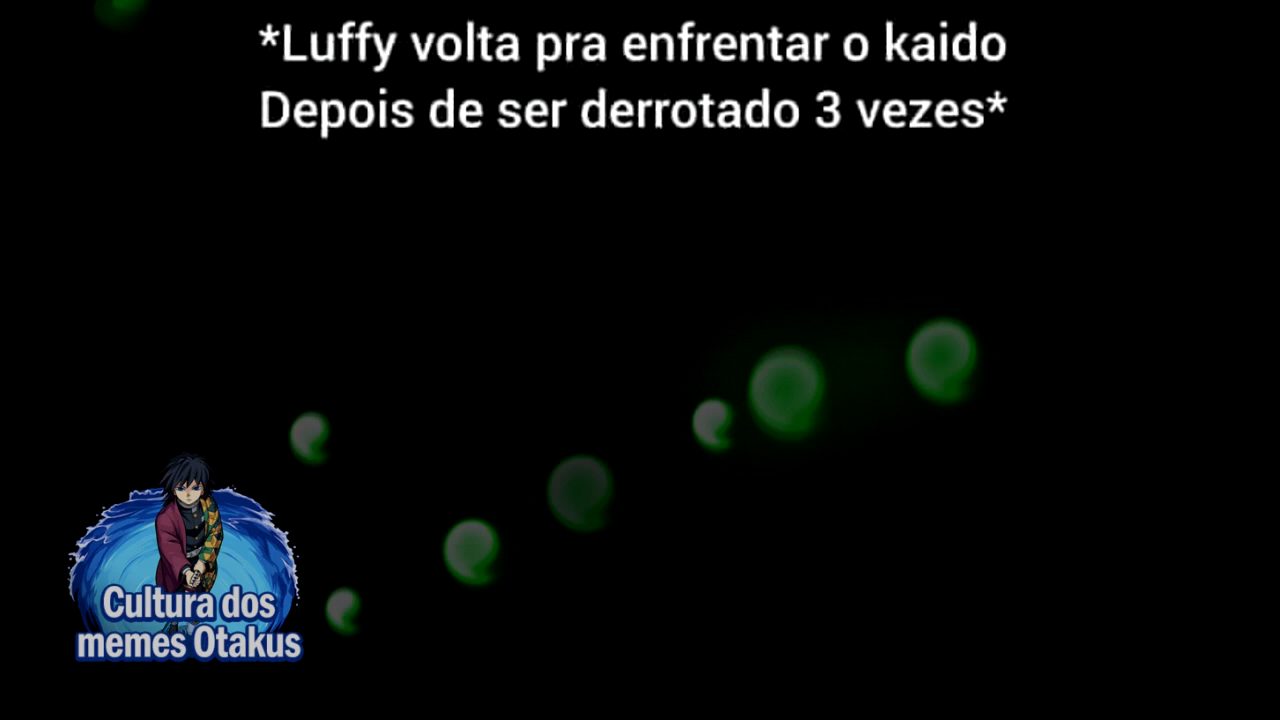 *Luffy volta pra enfrentar o kaido
Depois de ser derrotado 3 vezes*
Cultura dos
memes Otakus